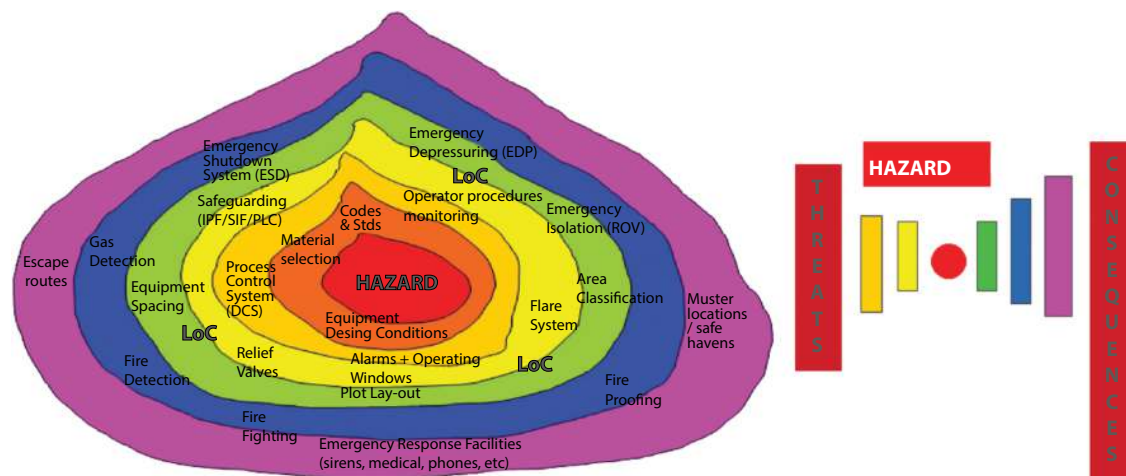 Emergency
Shutdown
System (ESD)
Emergency
Depressuring (EDP)
LoC
Safeguarding
(IPF/SIF/PLC)
Codes
& Stds
Operator procedures
monitoring
Emergency
Isolation (ROV)
Gas
Detection
Material
selection
Escape
routes
Equipment
Spacing
Process
Control
System
(DCS)
HAZARD
Area
Classification
Equipment
Desing Conditions
Flare
System
Muster
locations
/ safe
havens
LoC
Relief
Valves
Alarms + Operating
Windows
LoC
Plot Lay-out
Fire
Detection
Fire
Proofing
Fire
Fighting
Emergency Response Facilities
(sirens, medical, phones, etc)
THREATS
HAZARD
CONSEQUENCES